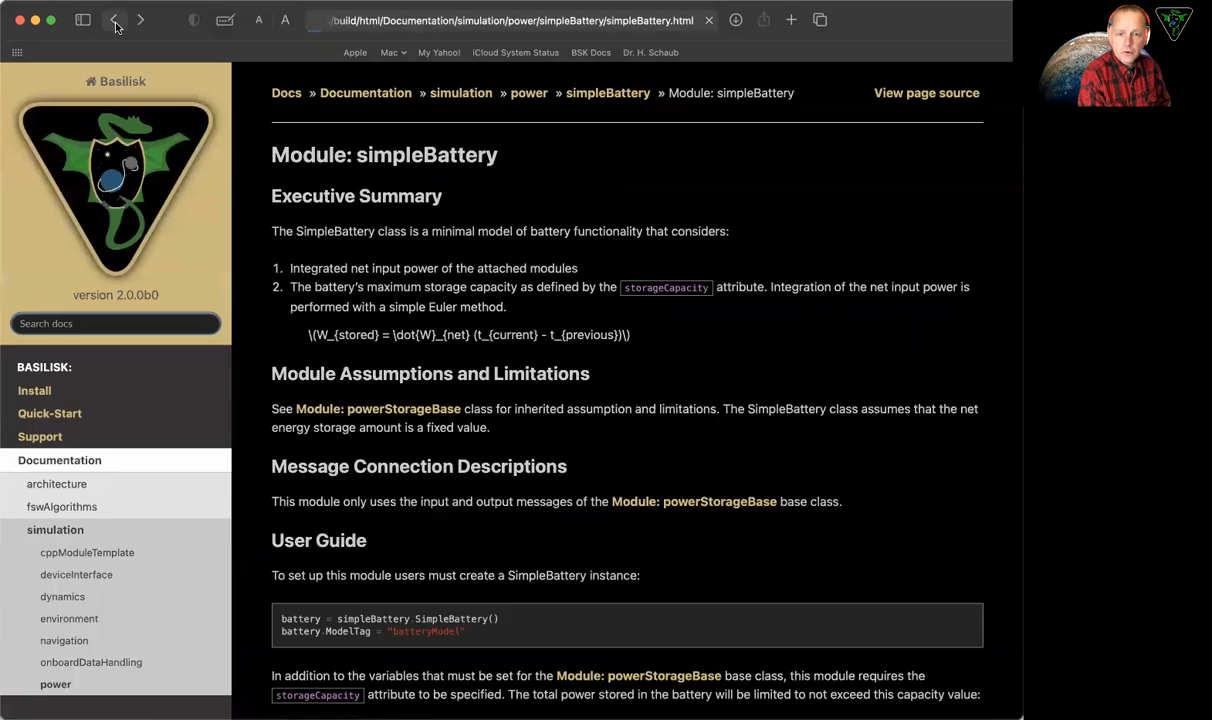 /build/html/Documentation/simulation/power/simpleBattery/simpleBattery.html
A A
Apple Mac My Yahoo! iCloud System Status BSK Docs Dr. H. Schaub
Basilisk
version 2.0.0b0
Search docs
BASILISK:
Install
Quick-Start
Support
Documentation
architecture
fswAlgorithms
simulation
cppModuleTemplate
deviceInterface
dynamics
environment
navigation
onboardDataHandling
power
Docs » Documentation » simulation » power » simpleBattery » Module: simpleBattery View page source
Module: simpleBattery
Executive Summary
The SimpleBattery class is a minimal model of battery functionality that considers:
1. Integrated net input power of the attached modules
2. The battery's maximum storage capacity as defined by the storageCapacity attribute. Integration of the net input power is
performed with a simple Euler method.
\(W_{stored} = \dot{W}_{net} (t_{current} - t_{previous})\)
Module Assumptions and Limitations
See Module: powerStorageBase class for inherited assumption and limitations. The SimpleBattery class assumes that the net
energy storage amount is a fixed value.
Message Connection Descriptions
This module only uses the input and output messages of the Module: powerStorageBase base class.
User Guide
To set up this module users must create a SimpleBattery instance:
battery = simpleBattery.SimpleBattery()
battery.ModelTag = "batteryModel"
In addition to the variables that must be set for the Module: powerStorageBase base class, this module requires the
storageCapacity attribute to be specified. The total power stored in the battery will be limited to not exceed this capacity value: